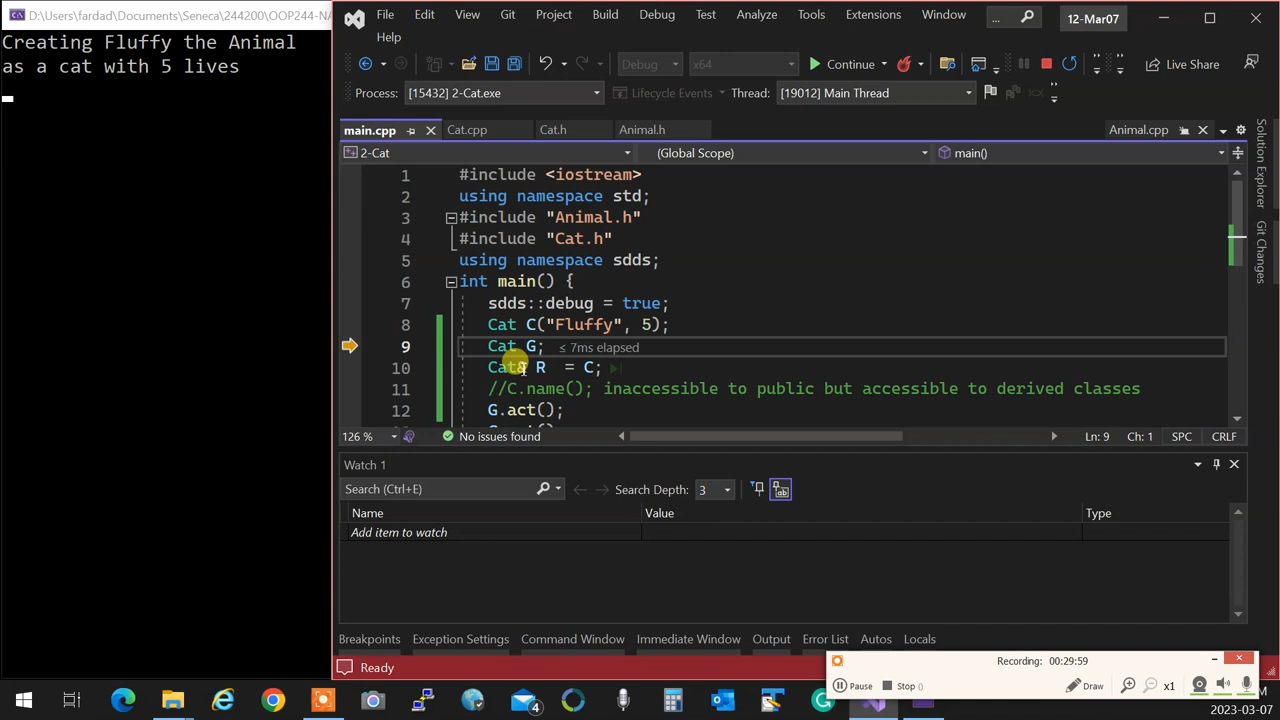 D:\Users\fardad\Documents\Seneca\244200\OOP244-NA
Creating Fluffy the Animal
as a cat with 5 lives
File Edit View Git Project Build Debug Test Analyze Tools Extensions Window ... 12-Mar07
Help
Debug x64 Continue Live Share
Process: [15432] 2-Cat.exe Lifecycle Events Thread: [19012] Main Thread
main.cpp Cat.cpp Cat.h Animal.h Animal.cpp
2-Cat (Global Scope) main()
1 #include <iostream>
2 using namespace std;
3 #include "Animal.h"
4 #include "Cat.h"
5 using namespace sdds;
6 int main() {
7 sdds::debug = true;
8 Cat C("Fluffy", 5);
9 Cat G; ≤ 7ms elapsed
10 Cat& R = C;
11 //C.name(); inaccessible to public but accessible to derived classes
12 G.act();
126 % No issues found Ln: 9 Ch: 1 SPC CRLF
Watch 1
Search (Ctrl+E) Search Depth: 3
Name Value Type
Add item to watch
Breakpoints Exception Settings Command Window Immediate Window Output Error List Autos Locals
Ready
Solution Explorer
Git Changes
Recording: 00:29:59
Pause Stop () Draw x1
4
M
2023-03-07